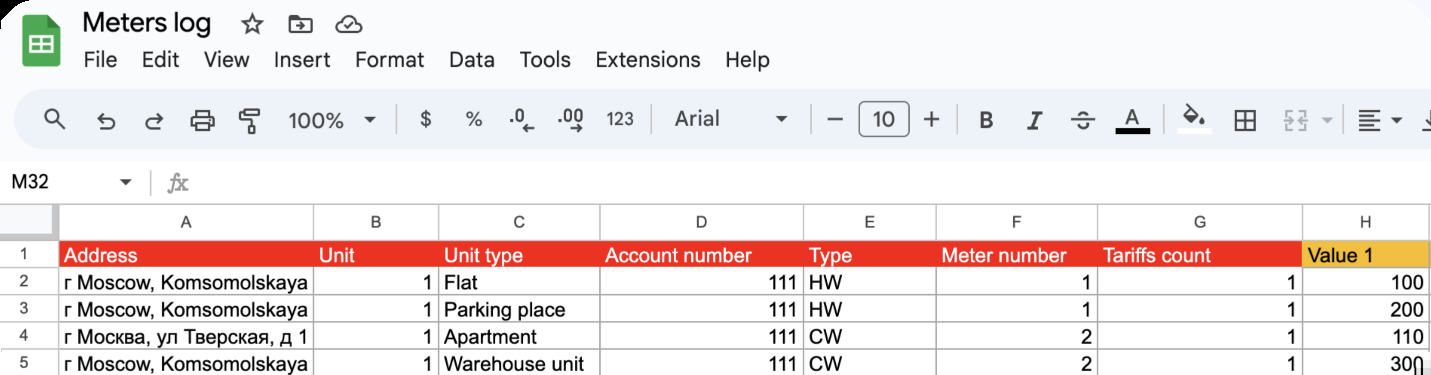 Meters log
File Edit View Insert Format Data Tools Extensions Help
100% $ % .0 .00 123 Arial 10 B I S A
M32 fx
A B C D E F G H
1 Address Unit Unit type Account number Type Meter number Tariffs count Value 1
2 г Moscow, Komsomolskaya 1 Flat 111 HW 1 1 100
3 г Moscow, Komsomolskaya 1 Parking place 111 HW 1 1 200
4 г Москва, ул Тверская, д 1 1 Apartment 111 CW 2 1 110
5 г Moscow, Komsomolskaya 1 Warehouse unit 111 CW 2 1 300